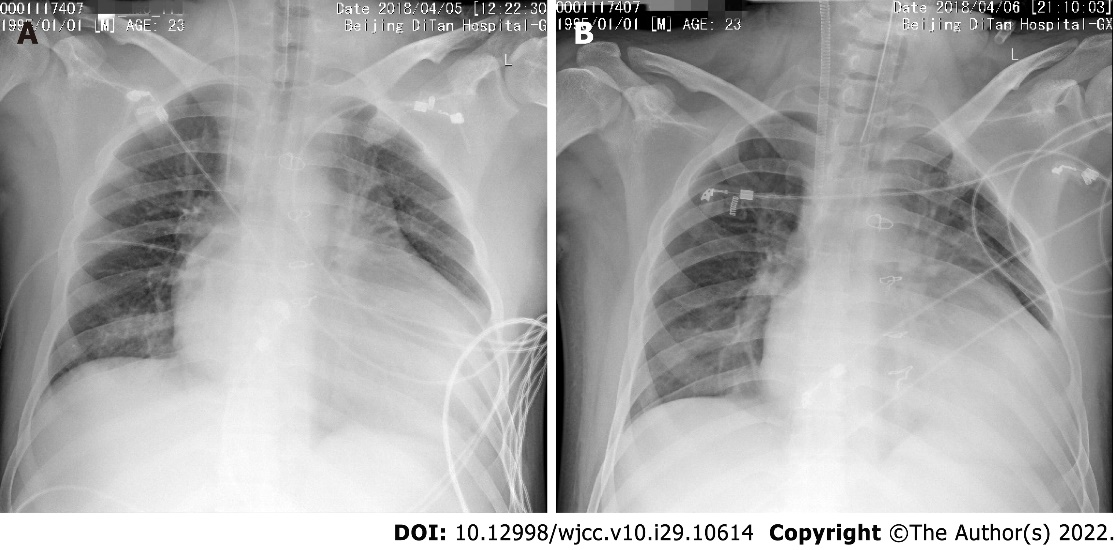 0001117407
Date 2018/04/05 [12:22:30
1995/01/01 [M] AGE: 23
Beijing DiTan Hospital-G
A
L
Date 2018/04/06 [21:10:03]
0001117407
Beijing DiTan Hospital-GX
1995/01/01 [M] AGE: 23
B
L
DOI: 10.12998/wjcc.v10.i29.10614 Copyright ©The Author(s) 2022.